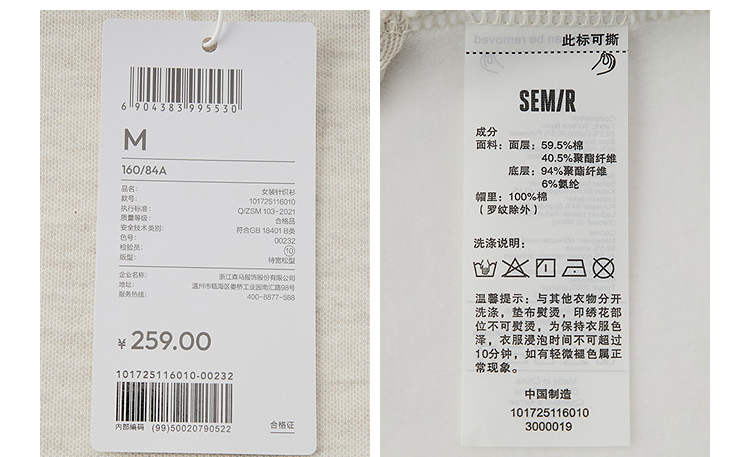 6 904383 995530
M
160/84A
品名: 女装针织衫
款号: 101725116010
执行标准: Q/ZSM 103-2021
质量等级: 合格品
安全技术类别: 符合GB 18401 B类
色号: 00232
检验员: 10
版型: 特宽松型
企业名称: 浙江森马服饰股份有限公司
地址: 温州市瓯海区娄桥工业园南汇路98号
服务热线: 400-8877-588
¥ 259.00
101725116010-00232
内部编码 (99)50020790522
合格证
此标可撕
SEMIR
成分
面料: 面层: 59.5%棉
40.5%聚酯纤维
底层: 94%聚酯纤维
6%氨纶
帽里: 100%棉
(罗纹除外)
洗涤说明:
温馨提示: 与其他衣物分开
洗涤, 垫布熨烫, 印绣花部
位不可熨烫, 为保持衣服色
泽, 衣服浸泡时间不可超过
10分钟, 如有轻微褪色属正
常现象。
中国制造
101725116010
3000019